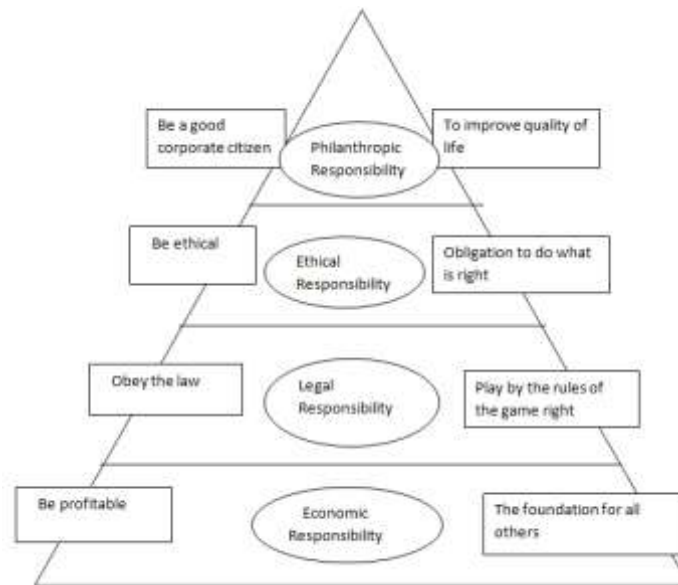 Be a good
corporate citizen
Philanthropic
Responsibility
To improve quality of
life
Be ethical
Ethical
Responsibility
Obligation to do what
is right
Obey the law
Legal
Responsibility
Play by the rules of
the game right
Be profitable
Economic
Responsibility
The foundation for all
others